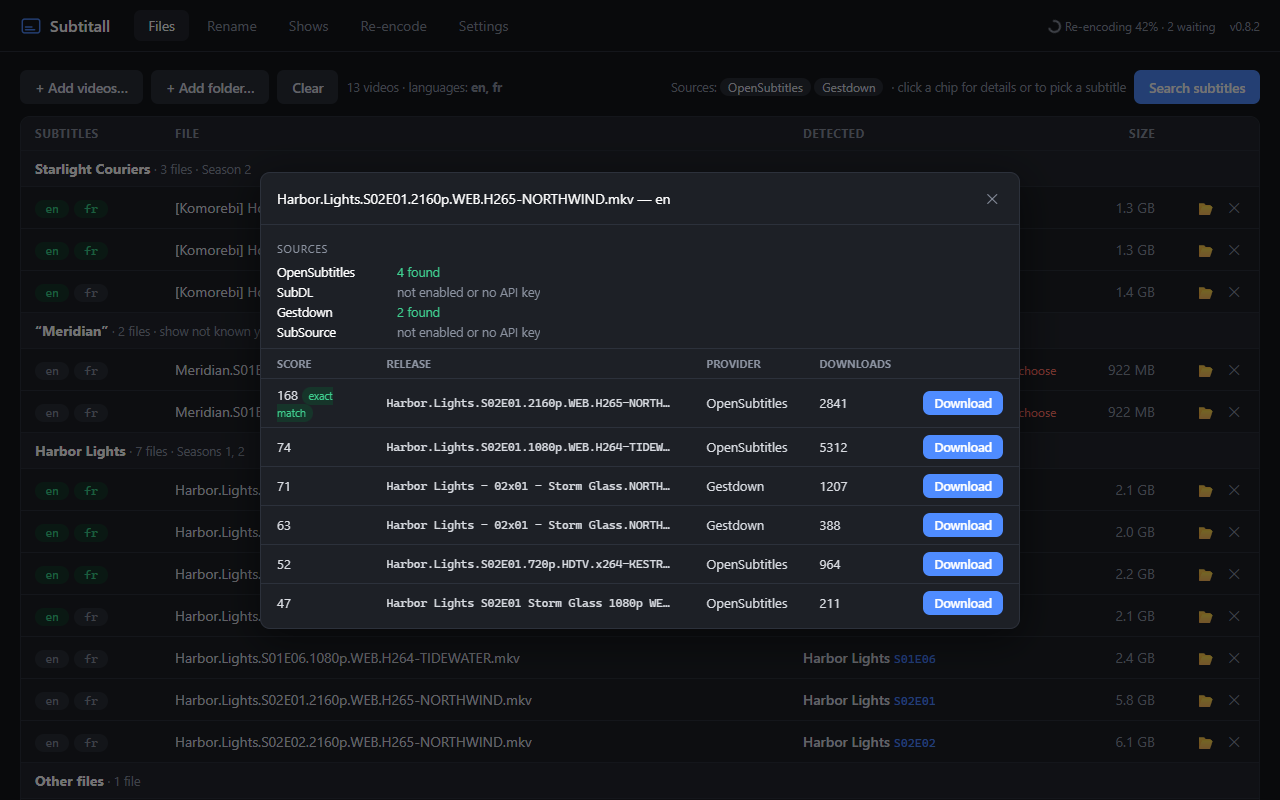 Subtitall Files Rename Shows Re-encode Settings Re-encoding 42% · 2 waiting v0.8.2
+ Add videos... + Add folder... Clear 13 videos · languages: en, fr Sources: OpenSubtitles Gestdown · click a chip for details or to pick a subtitle Search subtitles
SUBTITLES FILE DETECTED SIZE
Starlight Couriers · 3 files · Season 2
en fr [Komorebi] 1.3 GB
en fr [Komorebi] 1.3 GB
en fr [Komorebi] 1.4 GB
“Meridian” · 2 files · show not known
en fr Meridian.S01 choose 922 MB
en fr Meridian.S01 choose 922 MB
Harbor Lights · 7 files · Seasons 1, 2
en fr Harbor.Lights. 2.1 GB
en fr Harbor.Lights. 2.0 GB
en fr Harbor.Lights. 2.2 GB
en fr Harbor.Lights. 2.1 GB
en fr Harbor.Lights.S01E06.1080p.WEB.H264-TIDEWATER.mkv Harbor Lights S01E06 2.4 GB
en fr Harbor.Lights.S02E01.2160p.WEB.H265-NORTHWIND.mkv Harbor Lights S02E01 5.8 GB
en fr Harbor.Lights.S02E02.2160p.WEB.H265-NORTHWIND.mkv Harbor Lights S02E02 6.1 GB
Other files · 1 file
Harbor.Lights.S02E01.2160p.WEB.H265-NORTHWIND.mkv — en
SOURCES
OpenSubtitles 4 found
SubDL not enabled or no API key
Gestdown 2 found
SubSource not enabled or no API key
SCORE RELEASE PROVIDER DOWNLOADS
168 exact match Harbor.Lights.S02E01.2160p.WEB.H265-NORTH… OpenSubtitles 2841 Download
74 Harbor.Lights.S02E01.1080p.WEB.H264-TIDEW… OpenSubtitles 5312 Download
71 Harbor Lights - 02x01 - Storm Glass.NORTH… Gestdown 1207 Download
63 Harbor Lights - 02x01 - Storm Glass.NORTH… Gestdown 388 Download
52 Harbor.Lights.S02E01.720p.HDTV.x264-KESTR… OpenSubtitles 964 Download
47 Harbor Lights S02E01 Storm Glass 1080p WE… OpenSubtitles 211 Download